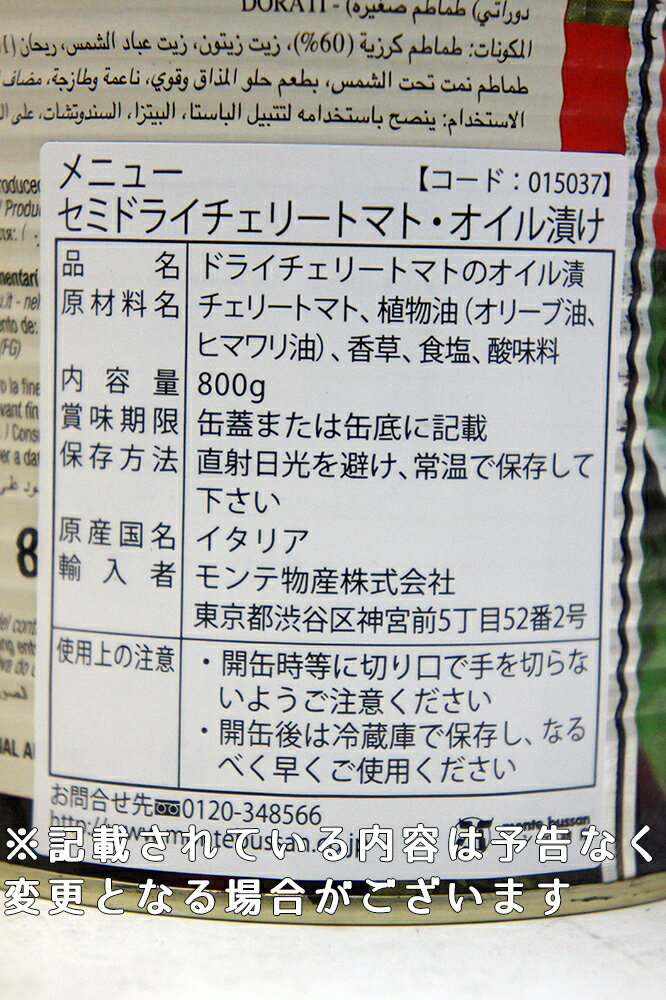 دوراتي) طماطم صغيره) - DORATI
المكونات: طماطم كرزية (60%)، زيت زيتون، زيت عباد الشمس، ريحان
طماطم نمت تحت الشمس، بطعم حلو المذاق وقوي، ناعمة وطازجة، مضاف
الاستخدام: ينصح باستخدامه لتتبيل الباستا، البيتزا، السندوتشات، على
メニュー 【コード:015037】
セミドライチェリートマト・オイル漬け
品名 ドライチェリートマトのオイル漬
原材料名 チェリートマト、植物油(オリーブ油、
ヒマワリ油)、香草、食塩、酸味料
内容量 800g
賞味期限 缶蓋または缶底に記載
保存方法 直射日光を避け、常温で保存して
下さい
原産国名 イタリア
輸入者 モンテ物産株式会社
東京都渋谷区神宮前5丁目52番2号
使用上の注意 ・開缶時等に切り口で手を切らな
いようご注意ください
・開缶後は冷蔵庫で保存し、なる
べく早くご使用ください
お問合せ先 0120-348566
http://www.montebussan.co.jp
monte bussan
※記載されている内容は予告なく
変更となる場合がございます